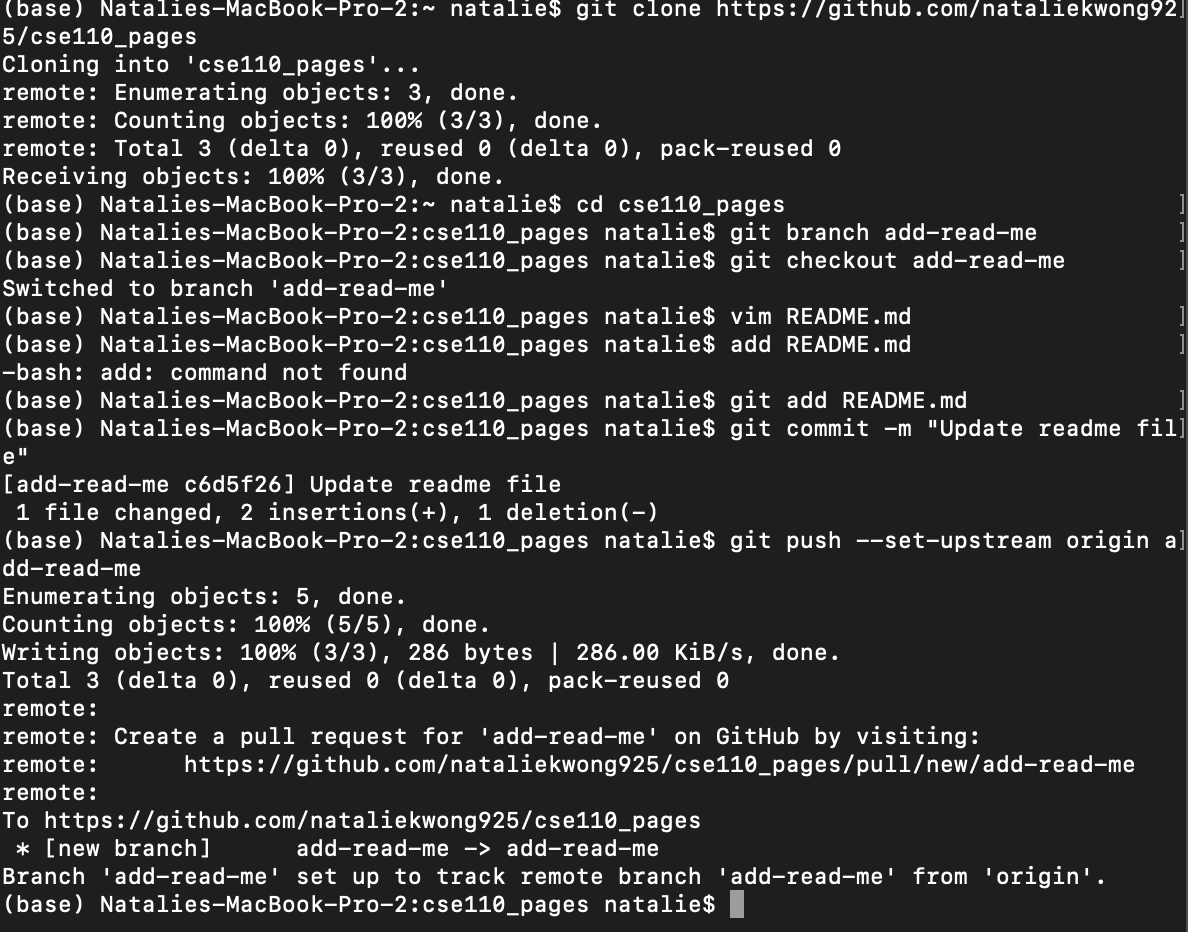 (base) Natalies-MacBook-Pro-2:~ natalie$ git clone https://github.com/nataliekwong92]
5/cse110_pages
Cloning into 'cse110_pages'...
remote: Enumerating objects: 3, done.
remote: Counting objects: 100% (3/3), done.
remote: Total 3 (delta 0), reused 0 (delta 0), pack-reused 0
Receiving objects: 100% (3/3), done.
(base) Natalies-MacBook-Pro-2:~ natalie$ cd cse110_pages ]
(base) Natalies-MacBook-Pro-2:cse110_pages natalie$ git branch add-read-me ]
(base) Natalies-MacBook-Pro-2:cse110_pages natalie$ git checkout add-read-me ]
Switched to branch 'add-read-me'
(base) Natalies-MacBook-Pro-2:cse110_pages natalie$ vim README.md ]
(base) Natalies-MacBook-Pro-2:cse110_pages natalie$ add README.md ]
-bash: add: command not found
(base) Natalies-MacBook-Pro-2:cse110_pages natalie$ git add README.md ]
(base) Natalies-MacBook-Pro-2:cse110_pages natalie$ git commit -m "Update readme fil]
e"
[add-read-me c6d5f26] Update readme file
 1 file changed, 2 insertions(+), 1 deletion(-)
(base) Natalies-MacBook-Pro-2:cse110_pages natalie$ git push --set-upstream origin a]
dd-read-me
Enumerating objects: 5, done.
Counting objects: 100% (5/5), done.
Writing objects: 100% (3/3), 286 bytes | 286.00 KiB/s, done.
Total 3 (delta 0), reused 0 (delta 0), pack-reused 0
remote:
remote: Create a pull request for 'add-read-me' on GitHub by visiting:
remote:      https://github.com/nataliekwong925/cse110_pages/pull/new/add-read-me
remote:
To https://github.com/nataliekwong925/cse110_pages
 * [new branch]      add-read-me -> add-read-me
Branch 'add-read-me' set up to track remote branch 'add-read-me' from 'origin'.
(base) Natalies-MacBook-Pro-2:cse110_pages natalie$